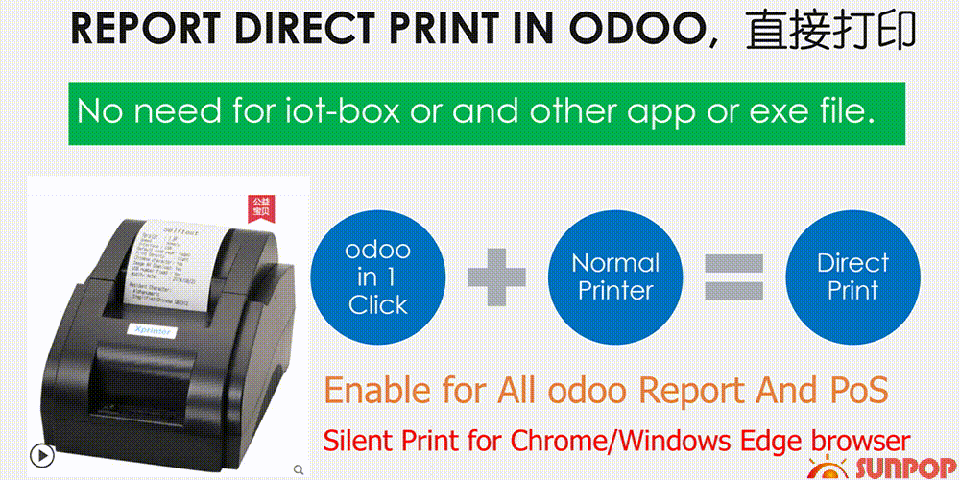 REPORT DIRECT PRINT IN ODOO, 直接打印
No need for iot-box or and other app or exe file.
公益
宝贝
Xprinter
odoo
in 1
Click
+
Normal
Printer
=
Direct
Print
Enable for All odoo Report And PoS
Silent Print for Chrome/Windows Edge browser
SUNPOP